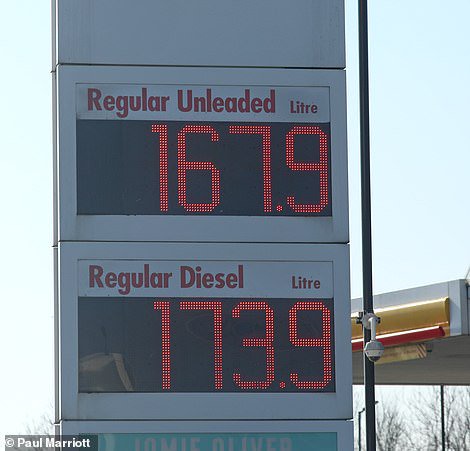 Regular Unleaded Litre
167.9
Regular Diesel Litre
173.9
JAMIE OLIVER
© Paul Marriott